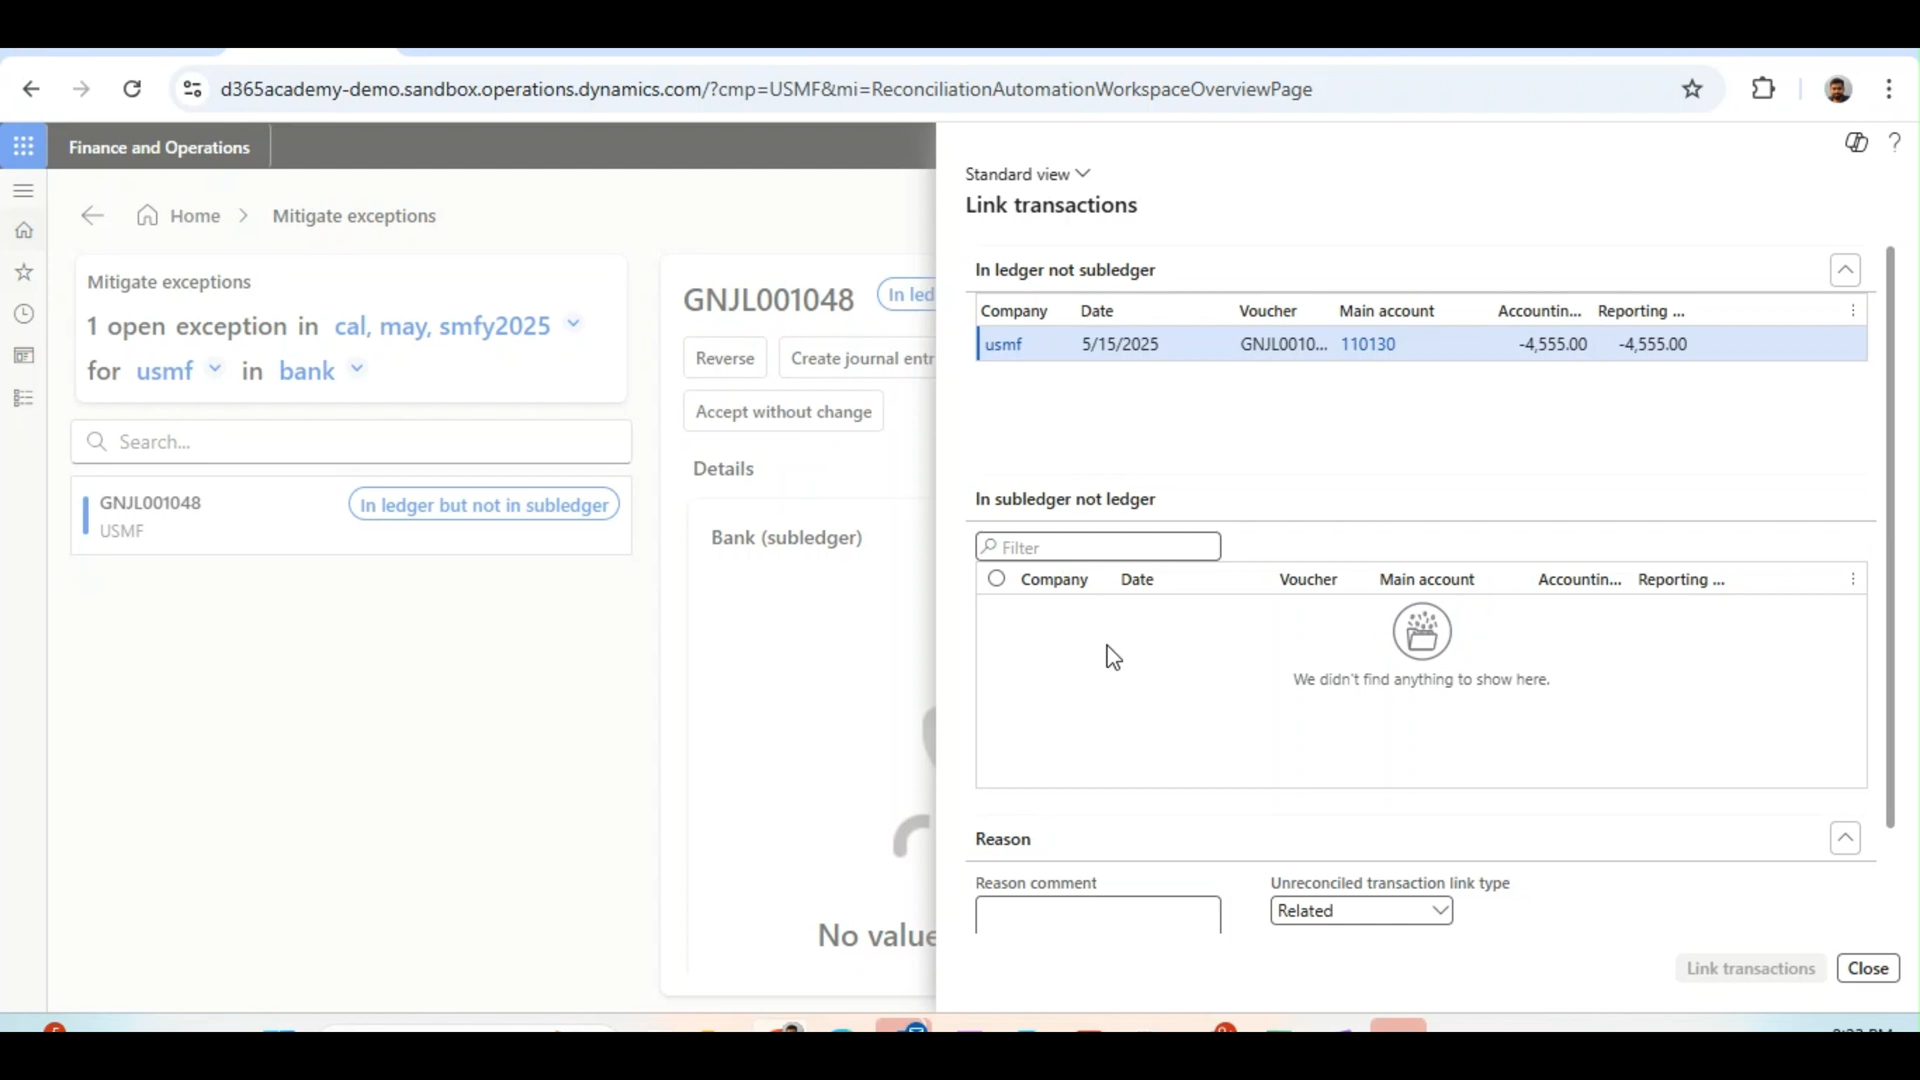 d365academy-demo.sandbox.operations.dynamics.com/?cmp=USMF&mi=ReconciliationAutomationWorkspaceOverviewPage
Finance and Operations
Home
Mitigate exceptions
Mitigate exceptions
1 open exception in cal, may, smfy2025
for usmf in bank
Search...
GNJL001048
In ledger but not in subledger
USMF
GNJL001048
In led
Reverse
Create journal entr
Accept without change
Details
Bank (subledger)
No value
Standard view
Link transactions
In ledger not subledger
Company Date Voucher Main account Accountin... Reporting ...
usmf 5/15/2025 GNJL0010... 110130 -4,555.00 -4,555.00
In subledger not ledger
Filter
Company Date Voucher Main account Accountin... Reporting ...
We didn't find anything to show here.
Reason
Reason comment
Unreconciled transaction link type
Related
Link transactions
Close